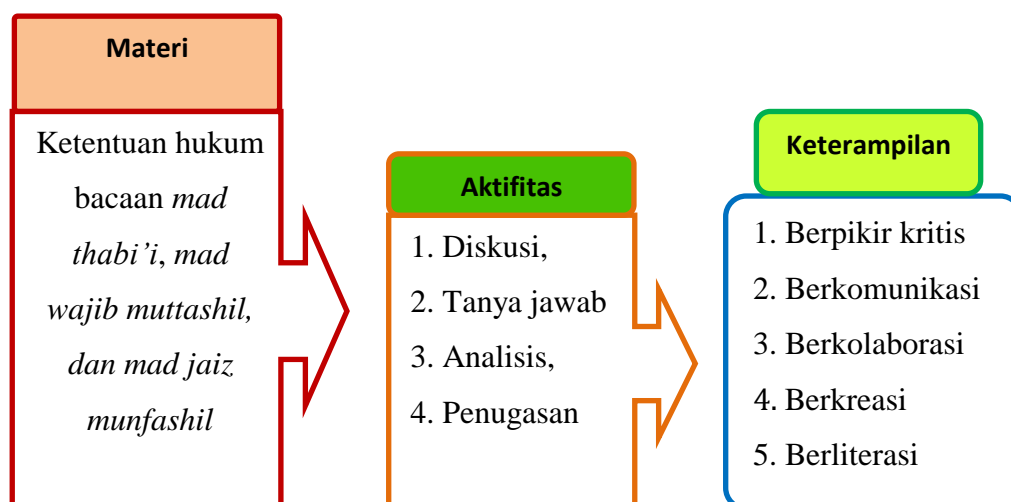 Materi
Ketentuan hukum
bacaan mad
thabi’i, mad
wajib muttashil,
dan mad jaiz
munfashil
Aktifitas
1. Diskusi,
2. Tanya jawab
3. Analisis,
4. Penugasan
Keterampilan
1. Berpikir kritis
2. Berkomunikasi
3. Berkolaborasi
4. Berkreasi
5. Berliterasi